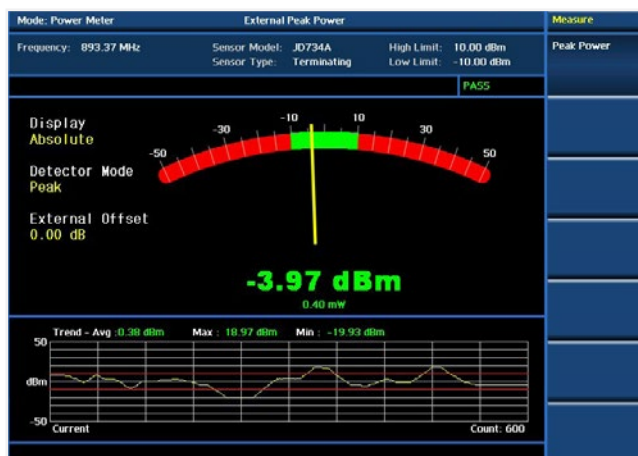 Mode: Power Meter External Peak Power Measure
Frequency: 893.37 MHz Sensor Model: JD734A High Limit: 10.00 dBm Peak Power
Sensor Type: Terminating Low Limit: -10.00 dBm
PASS
Display
Absolute
Detector Mode
Peak
External Offset
0.00 dB
-50 -30 -10 10 30 50
-3.97 dBm
0.40 mW
Trend - Avg :0.38 dBm Max : 18.97 dBm Min : -19.93 dBm
50
dBm
-50
Current Count: 600